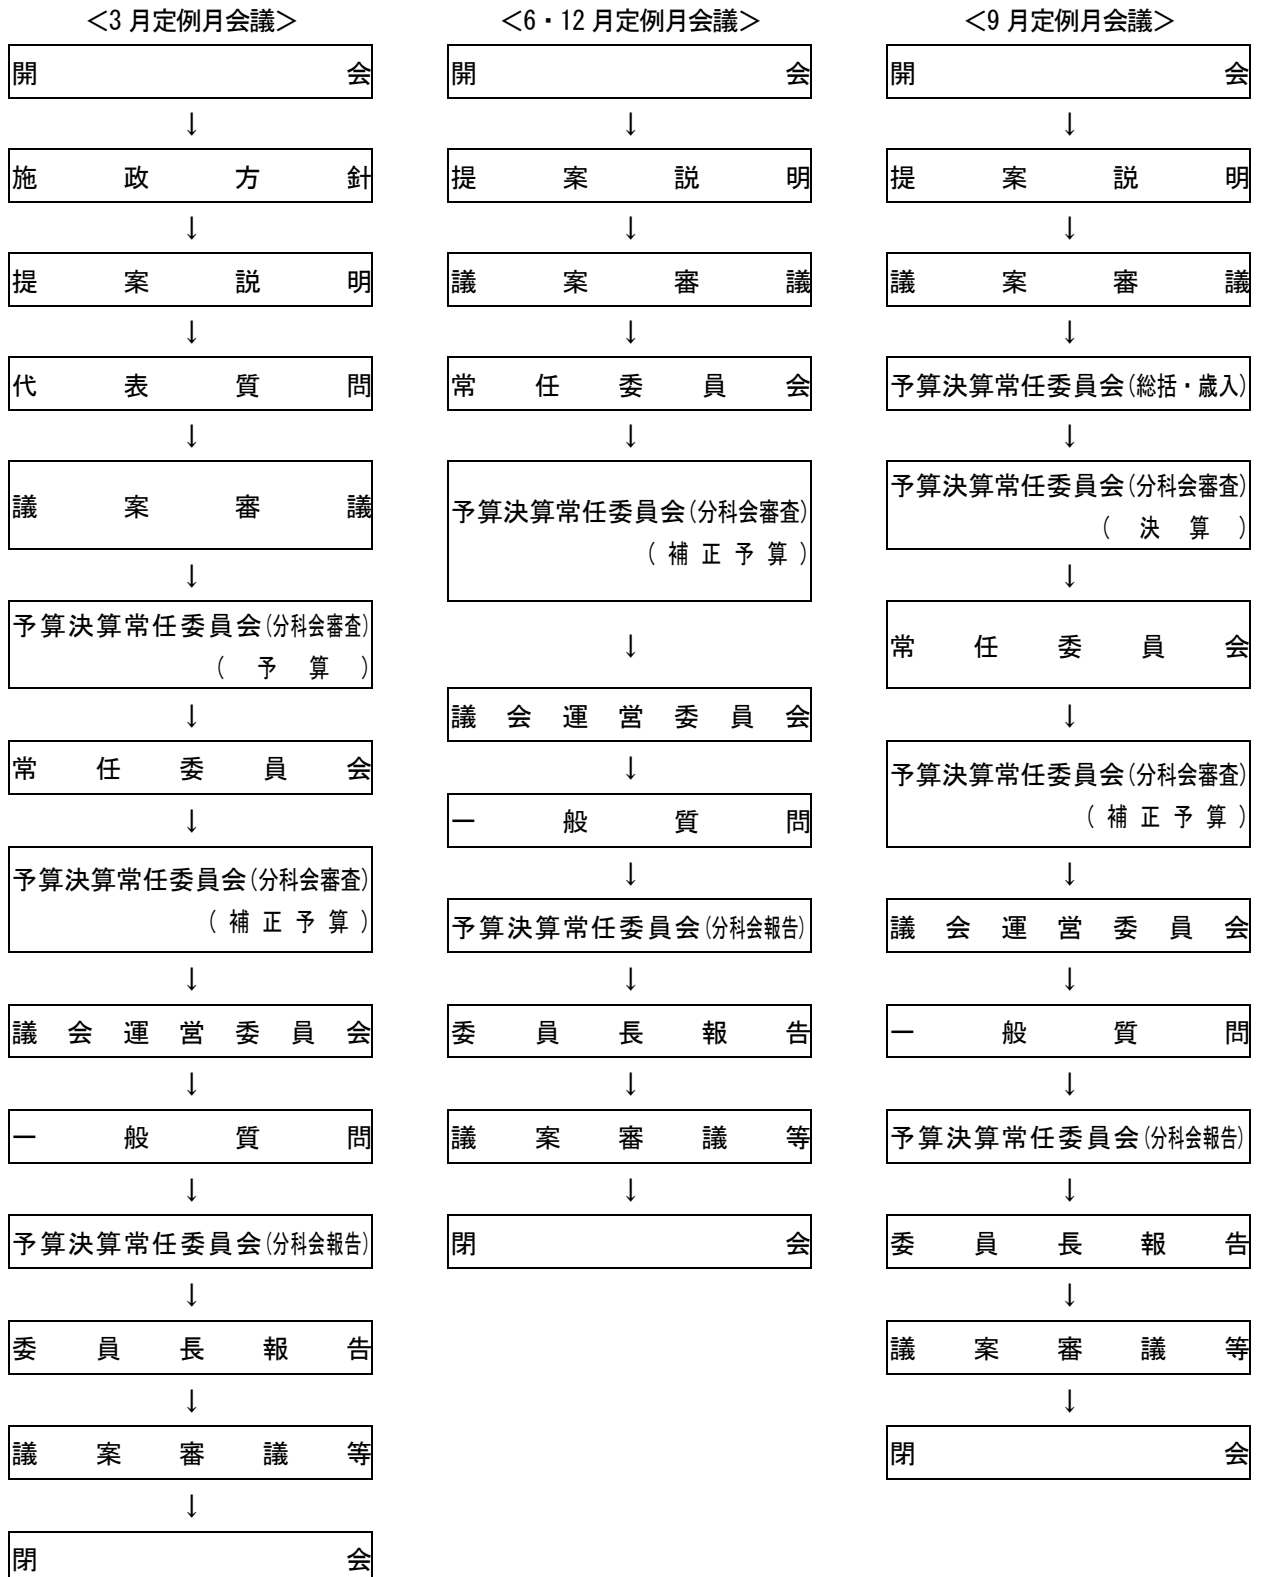 ＜3月定例月会議＞
開会
↓
施政方針
↓
提案説明
↓
代表質問
↓
議案審議
↓
予算決算常任委員会(分科会審査)
(予算)
↓
常任委員会
↓
予算決算常任委員会(分科会審査)
(補正予算)
↓
議会運営委員会
↓
一般質問
↓
予算決算常任委員会(分科会報告)
↓
委員長報告
↓
議案審議等
↓
閉会
＜6・12月定例月会議＞
開会
↓
提案説明
↓
議案審議
↓
常任委員会
↓
予算決算常任委員会(分科会審査)
(補正予算)
↓
議会運営委員会
↓
一般質問
↓
予算決算常任委員会(分科会報告)
↓
委員長報告
↓
議案審議等
↓
閉会
＜9月定例月会議＞
開会
↓
提案説明
↓
議案審議
↓
予算決算常任委員会(総括・歳入)
↓
予算決算常任委員会(分科会審査)
(決算)
↓
常任委員会
↓
予算決算常任委員会(分科会審査)
(補正予算)
↓
議会運営委員会
↓
一般質問
↓
予算決算常任委員会(分科会報告)
↓
委員長報告
↓
議案審議等
↓
閉会